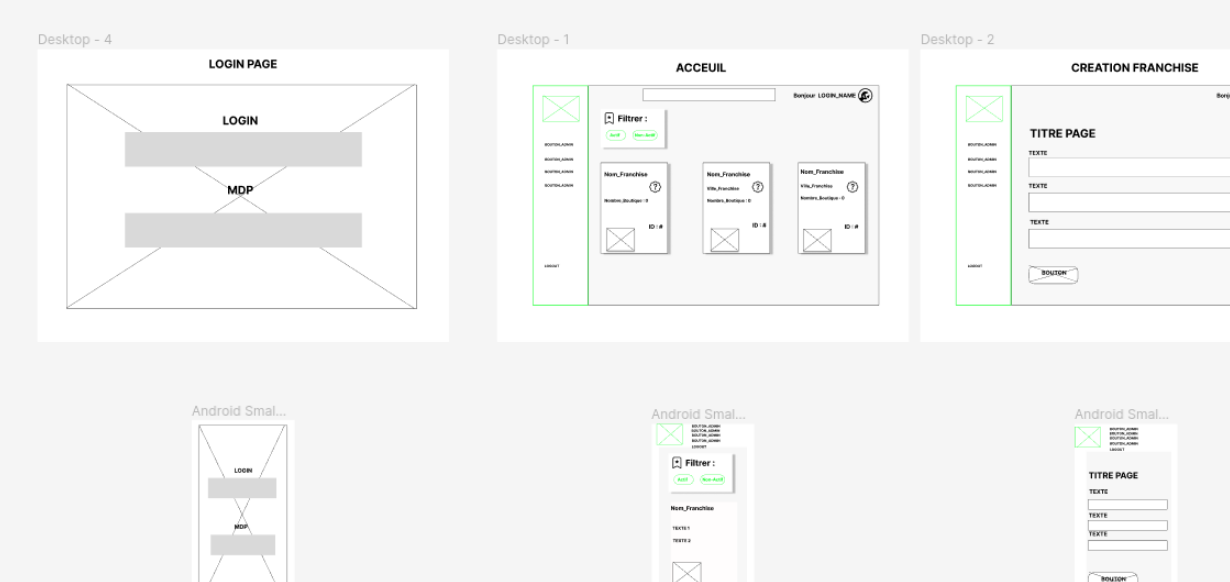 Desktop - 4
LOGIN PAGE
LOGIN
MDP
Desktop - 1
ACCEUIL
Bonjour LOGIN_NAME
Filtrer :
Actif
Non Actif
BOUTON_ADMIN
BOUTON_ADMIN
BOUTON_ADMIN
BOUTON_ADMIN
LOGOUT
Nom_Franchise
?
Nombre_Boutique : 0
ID : #
Nom_Franchise
Ville_Franchise
?
Nombre_Boutique : 0
ID : #
Nom_Franchise
Ville_Franchise
?
Nombre_Boutique : 0
ID : #
Desktop - 2
CREATION FRANCHISE
Bonj
BOUTON_ADMIN
BOUTON_ADMIN
BOUTON_ADMIN
BOUTON_ADMIN
LOGOUT
TITRE PAGE
TEXTE
TEXTE
TEXTE
BOUTON
Android Smal...
LOGIN
MDP
Android Smal...
BOUTON_ADMIN
BOUTON_ADMIN
BOUTON_ADMIN
BOUTON_ADMIN
LOGOUT
Filtrer :
Actif
Non Actif
Nom_Franchise
TEXTE 1
TEXTE 2
Android Smal...
BOUTON_ADMIN
BOUTON_ADMIN
BOUTON_ADMIN
BOUTON_ADMIN
LOGOUT
TITRE PAGE
TEXTE
TEXTE
TEXTE
BOUTON